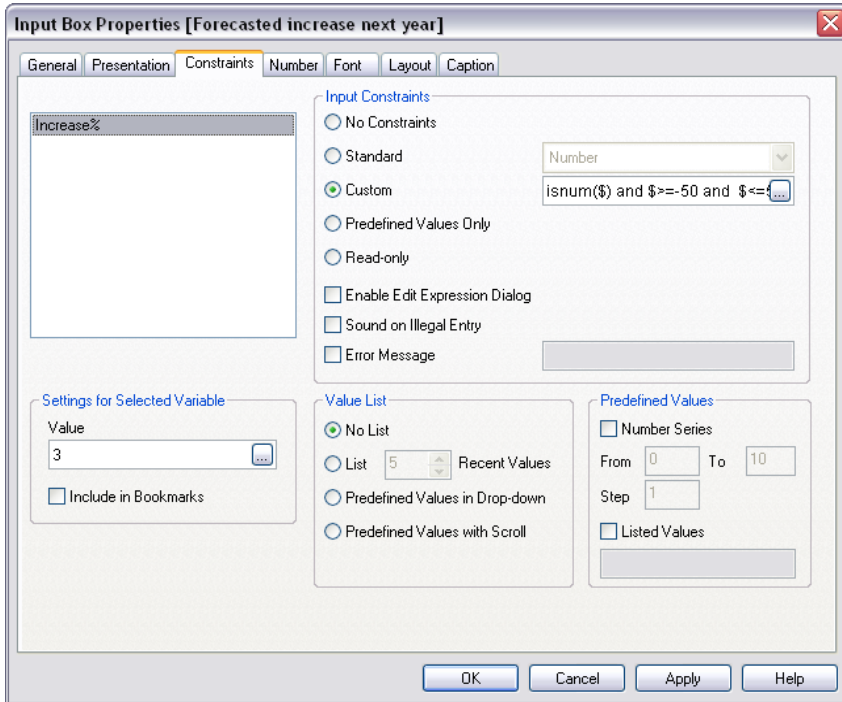 Input Box Properties [Forecasted increase next year]
General Presentation Constraints Number Font Layout Caption
Increase%
Input Constraints
No Constraints
Standard Number
Custom isnum($) and $>=-50 and $<= ...
Predefined Values Only
Read-only
Enable Edit Expression Dialog
Sound on Illegal Entry
Error Message
Settings for Selected Variable
Value
3 ...
Include in Bookmarks
Value List
No List
List 5 Recent Values
Predefined Values in Drop-down
Predefined Values with Scroll
Predefined Values
Number Series
From 0 To 10
Step 1
Listed Values
OK Cancel Apply Help